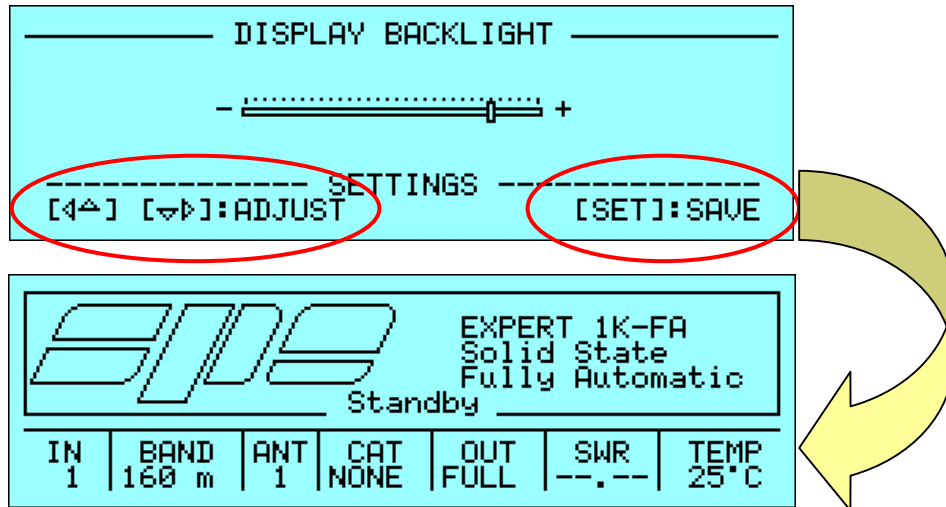 DISPLAY BACKLIGHT
- +
SETTINGS
[◁△] [▽▷]:ADJUST [SET]:SAVE
spe
EXPERT 1K-FA
Solid State
Fully Automatic
Standby
IN BAND ANT CAT OUT SWR TEMP
1 160 m 1 NONE FULL --.-- 25°C